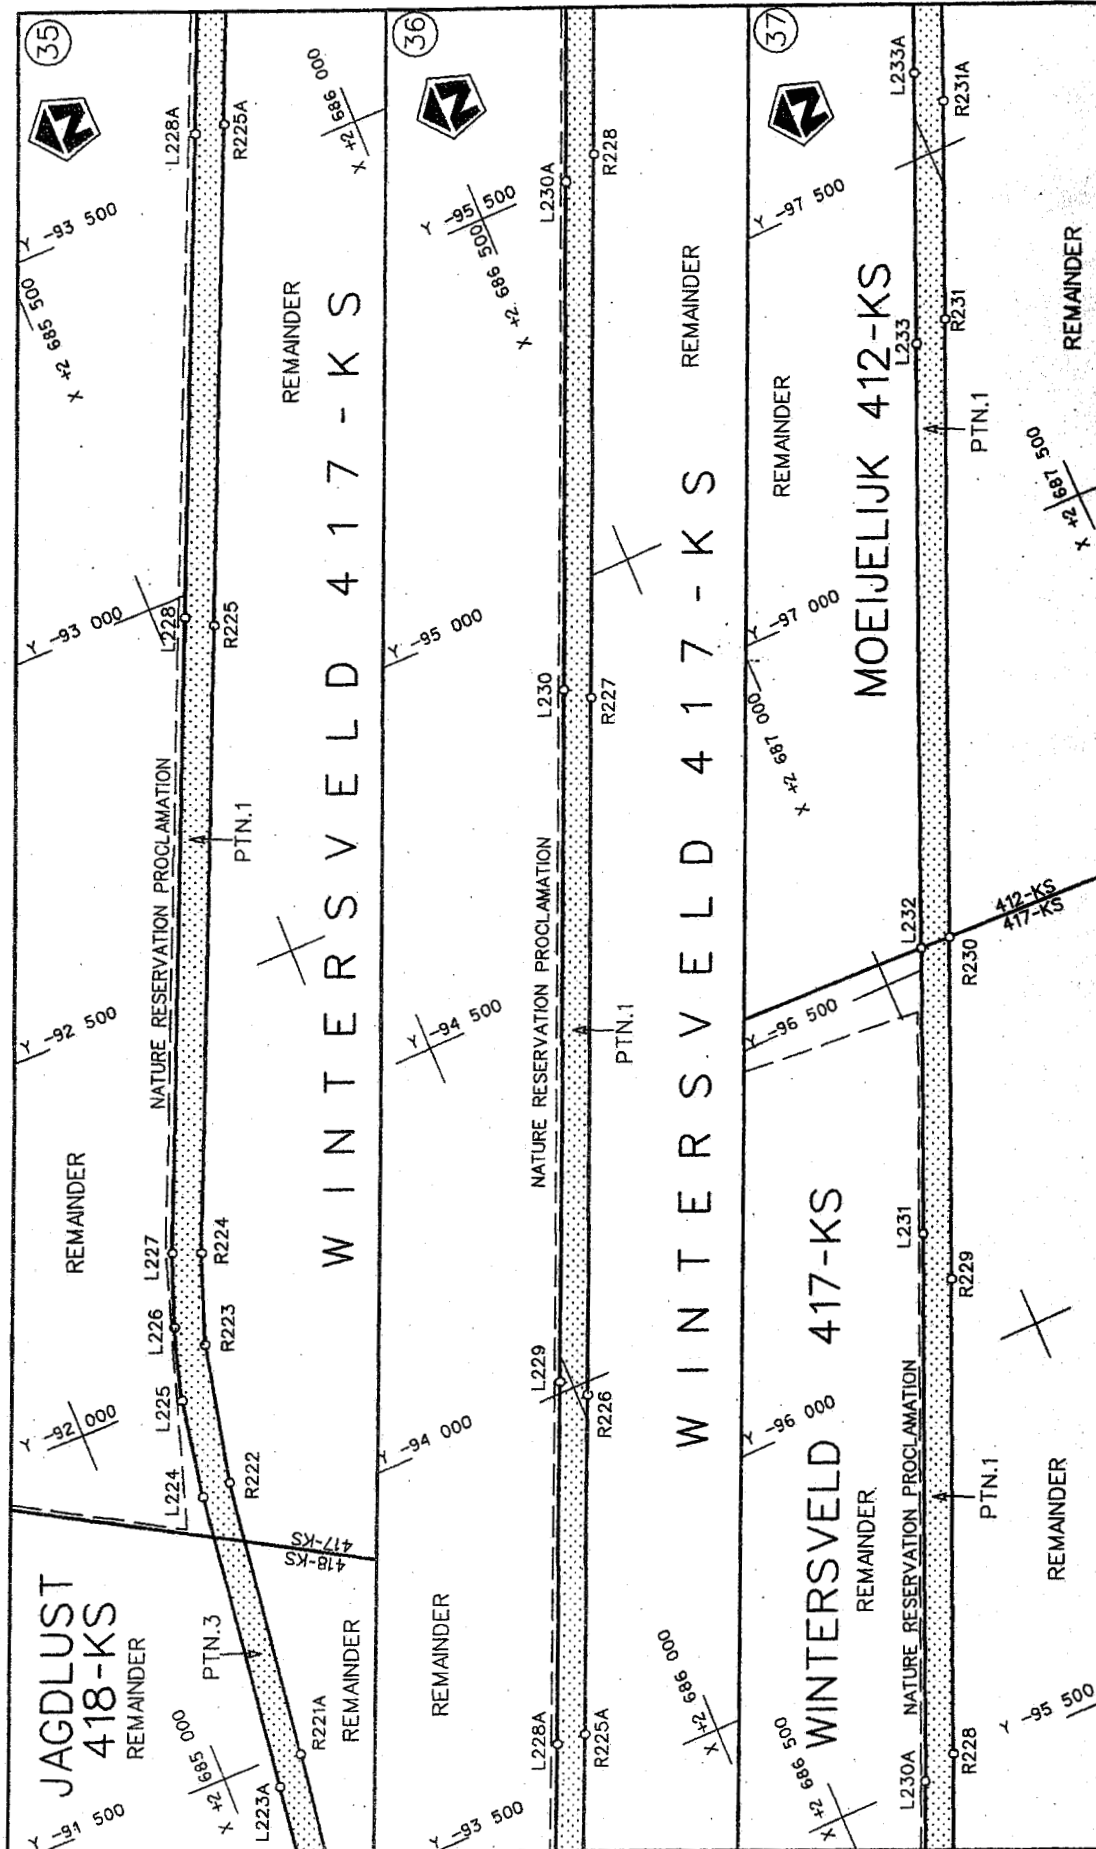 35
N
JAGDLUST
418-KS
REMAINDER
Y -91 500
X +2 685 000
L223A
R221A
REMAINDER
PTN.3
418-KS
417-KS
L224
R222
Y -92 000
L225
L226
R223
L227
R224
REMAINDER
Y -92 500
NATURE RESERVATION PROCLAMATION
PTN.1
WINTERSVELD 417-KS
Y -93 000
L228
R225
REMAINDER
X +2 685 500
Y -93 500
L228A
R225A
X +2 686 000
36
N
Y -93 500
L228A
R225A
REMAINDER
X +2 686 000
Y -94 000
L229
R226
Y -94 500
NATURE RESERVATION PROCLAMATION
PTN.1
WINTERSVELD 417-KS
Y -95 000
L230
R227
REMAINDER
X +2 686 500
Y -95 500
L230A
R228
37
N
X +2 686 500
WINTERSVELD 417-KS
REMAINDER
L230A
R228
Y -95 500
NATURE RESERVATION PROCLAMATION
PTN.1
REMAINDER
Y -96 000
L231
R229
Y -96 500
L232
R230
412-KS
417-KS
X +2 687 000
Y -97 000
MOEIJELIJK 412-KS
REMAINDER
PTN.1
X +2 687 500
L233
R231
REMAINDER
Y -97 500
L233A
R231A